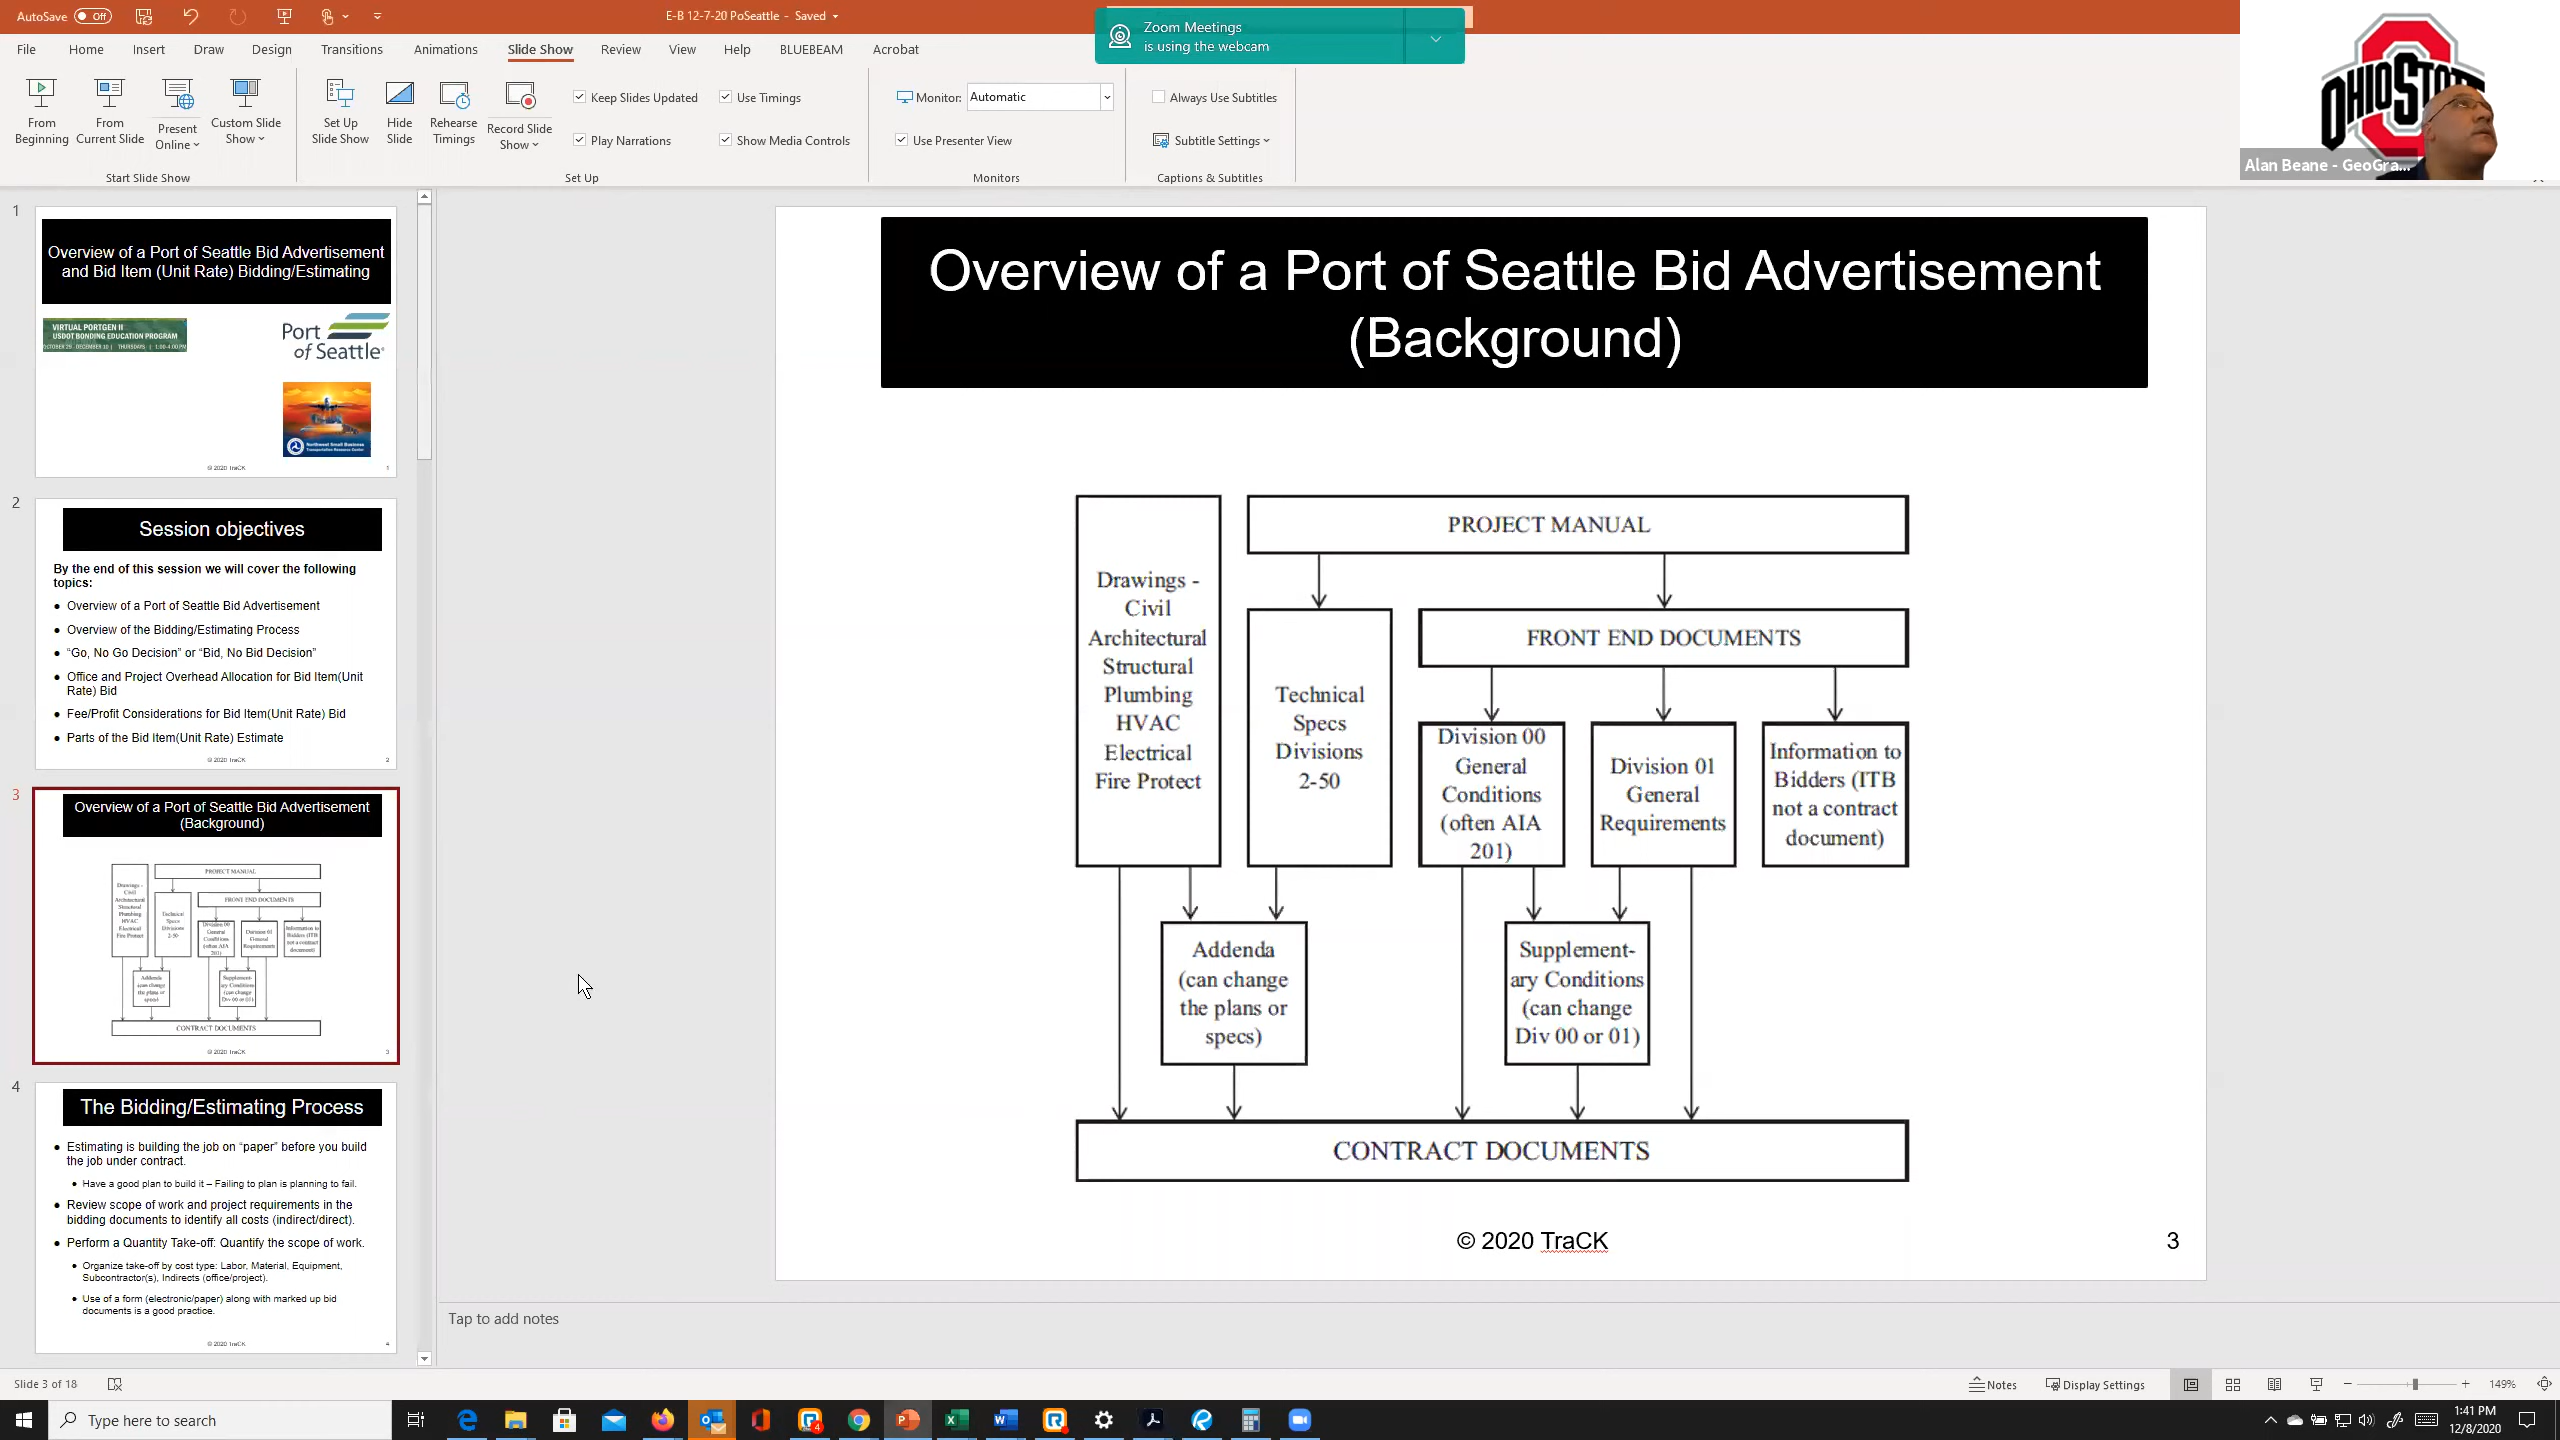 AutoSave Off
E-B 12-7-20 PoSeattle - Saved
Zoom Meetings
is using the webcam
File Home Insert Draw Design Transitions Animations Slide Show Review View Help BLUEBEAM Acrobat
From
Beginning
From
Current Slide
Present
Online
Custom Slide
Show
Start Slide Show
Set Up
Slide Show
Hide
Slide
Rehearse
Timings
Record Slide
Show
Keep Slides Updated
Play Narrations
Use Timings
Show Media Controls
Set Up
Monitor: Automatic
Use Presenter View
Monitors
Always Use Subtitles
Subtitle Settings
Captions & Subtitles
Alan Beane - GeoGra...
1
Overview of a Port of Seattle Bid Advertisement
and Bid Item (Unit Rate) Bidding/Estimating
VIRTUAL PORTGEN II
USDOT BONDING EDUCATION PROGRAM
Port
of Seattle
Northwest Small Business
Transportation Resource Center
© 2020 TraCK
1
2
Session objectives
By the end of this session we will cover the following
topics:
• Overview of a Port of Seattle Bid Advertisement
• Overview of the Bidding/Estimating Process
• “Go, No Go Decision” or “Bid, No Bid Decision”
• Office and Project Overhead Allocation for Bid Item(Unit
Rate) Bid
• Fee/Profit Considerations for Bid Item(Unit Rate) Bid
• Parts of the Bid Item(Unit Rate) Estimate
© 2020 TraCK
2
3
Overview of a Port of Seattle Bid Advertisement
(Background)
PROJECT MANUAL
Drawings -
Civil
Architectural
Structural
Plumbing
HVAC
Electrical
Fire Protect
Technical
Specs
Divisions
2-50
FRONT END DOCUMENTS
Division 00
General
Conditions
(often AIA
201)
Division 01
General
Requirements
Information to
Bidders (ITB
not a contract
document)
Addenda
(can change
the plans or
specs)
Supplement-
ary Conditions
(can change
Div 00 or 01)
CONTRACT DOCUMENTS
© 2020 TraCK
3
4
The Bidding/Estimating Process
• Estimating is building the job on “paper” before you build
the job under contract.
• Have a good plan to build it – Failing to plan is planning to fail.
• Review scope of work and project requirements in the
bidding documents to identify all costs (indirect/direct).
• Perform a Quantity Take-off: Quantify the scope of work.
• Organize take-off by cost type: Labor, Material, Equipment,
Subcontractor(s), Indirects (office/project).
• Use of a form (electronic/paper) along with marked up bid
documents is a good practice.
© 2020 TraCK
4
Overview of a Port of Seattle Bid Advertisement
(Background)
PROJECT MANUAL
Drawings -
Civil
Architectural
Structural
Plumbing
HVAC
Electrical
Fire Protect
Technical
Specs
Divisions
2-50
FRONT END DOCUMENTS
Division 00
General
Conditions
(often AIA
201)
Division 01
General
Requirements
Information to
Bidders (ITB
not a contract
document)
Addenda
(can change
the plans or
specs)
Supplement-
ary Conditions
(can change
Div 00 or 01)
CONTRACT DOCUMENTS
© 2020 TraCK
3
Tap to add notes
Slide 3 of 18
Notes
Display Settings
149%
Type here to search
1:41 PM
12/8/2020